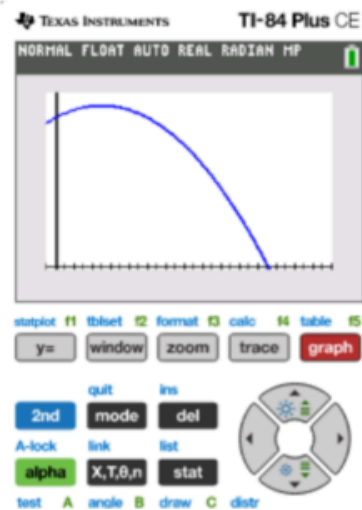 TEXAS INSTRUMENTS TI-84 Plus CE
NORMAL FLOAT AUTO REAL RADIAN MP
statplot f1 tblset f2 format f3 calc f4 table f5
y= window zoom trace graph
quit ins
2nd mode del
A-lock link list
alpha X,T,θ,n stat
test A angle B draw C distr